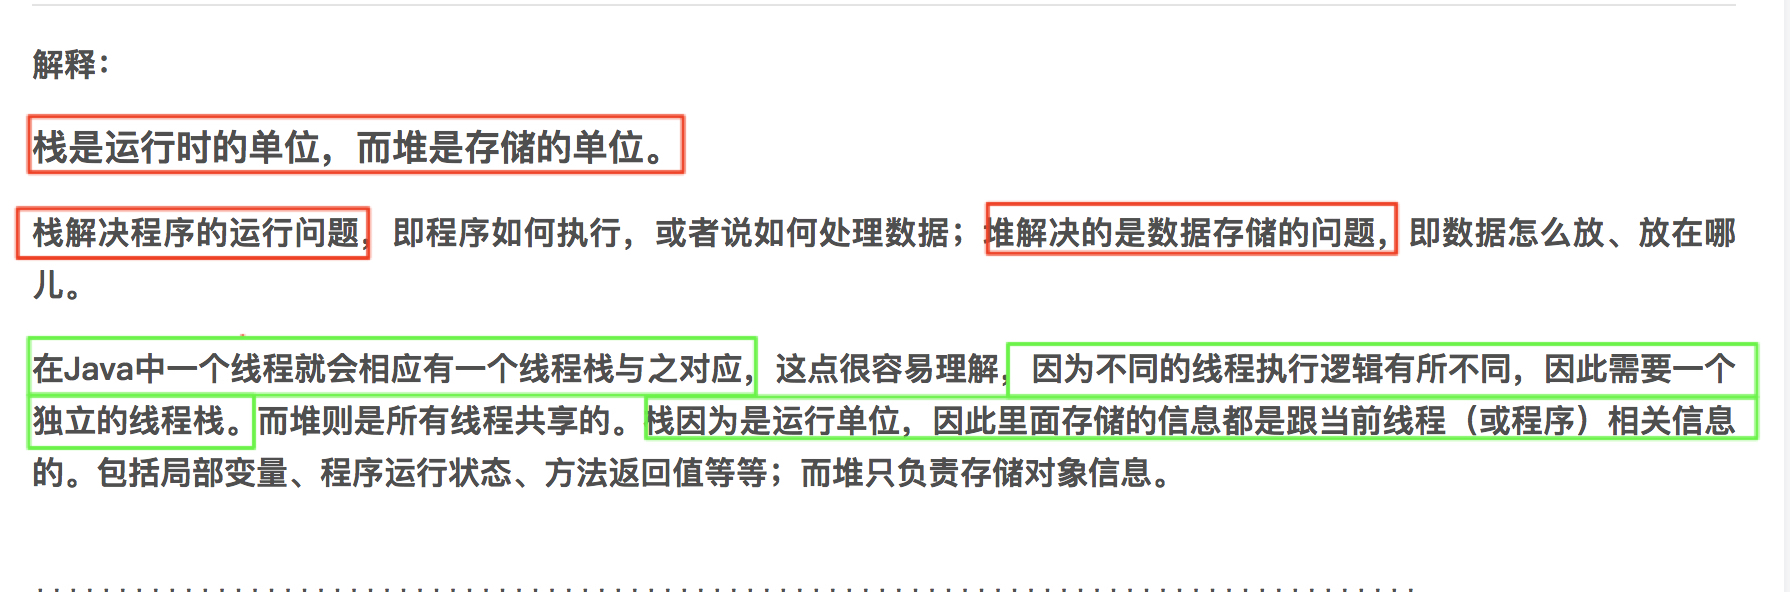 解释：
栈是运行时的单位，而堆是存储的单位。
栈解决程序的运行问题，即程序如何执行，或者说如何处理数据；堆解决的是数据存储的问题，即数据怎么放、放在哪
儿。
在Java中一个线程就会相应有一个线程栈与之对应，这点很容易理解，因为不同的线程执行逻辑有所不同，因此需要一个
独立的线程栈。而堆则是所有线程共享的。栈因为是运行单位，因此里面存储的信息都是跟当前线程（或程序）相关信息
的。包括局部变量、程序运行状态、方法返回值等等；而堆只负责存储对象信息。